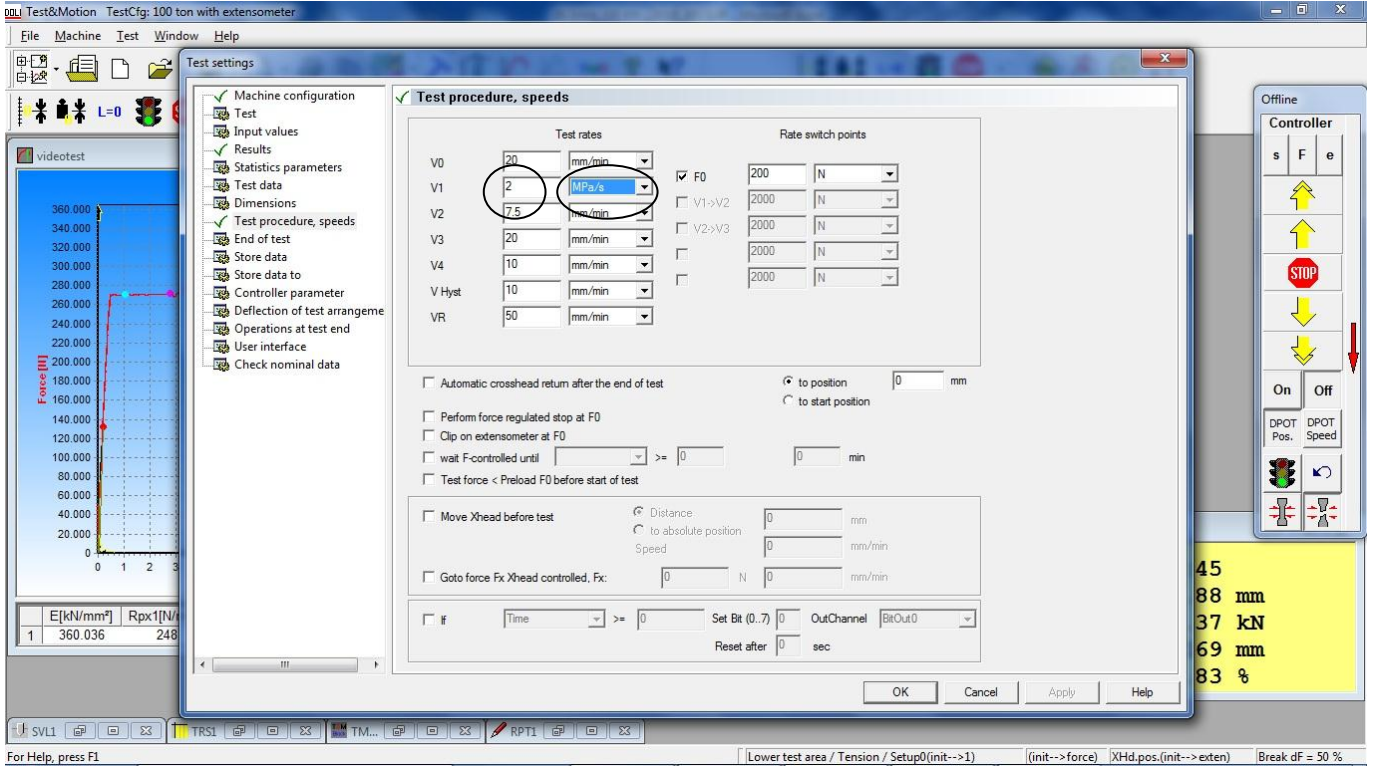 Test&Motion TestCfg: 100 ton with extensometer
File Machine Test Window Help
L=0
videotest
360.000
340.000
320.000
300.000
280.000
260.000
240.000
220.000
200.000
180.000
160.000
140.000
120.000
100.000
80.000
60.000
40.000
20.000
0
0 1 2 3
E[kN/mm²] Rpx1[N/
1 360.036 248
Test settings
Machine configuration
Test
Input values
Results
Statistics parameters
Test data
Dimensions
Test procedure, speeds
End of test
Store data
Store data to
Controller parameter
Deflection of test arrangeme
Operations at test end
User interface
Check nominal data
Test procedure, speeds
Test rates Rate switch points
V0 20 mm/min F0 200 N
V1 2 MPa/s V1->V2 2000 N
V2 7.5 mm/min V2->V3 2000 N
V3 20 mm/min 2000 N
V4 10 mm/min 2000 N
V Hyst 10 mm/min
VR 50 mm/min
Automatic crosshead return after the end of test to position 0 mm
to start position
Perform force regulated stop at F0
Clip on extensometer at F0
wait F-controlled until >= 0 0 min
Test force < Preload F0 before start of test
Move Xhead before test Distance 0 mm
to absolute position
Speed 0 mm/min
Goto force Fx Xhead controlled, Fx: 0 N 0 mm/min
If Time >= 0 Set Bit (0..7) 0 OutChannel BitOut0
Reset after 0 sec
OK Cancel Apply Help
Offline
Controller
s F e
STOP
On Off
DPOT Pos. DPOT Speed
45
88 mm
37 kN
69 mm
83 %
SVL1 TRS1 TM... RPT1
For Help, press F1
Lower test area / Tension / Setup0(init-->1) (init-->force) XHd.pos.(init-->exten) Break dF = 50 %